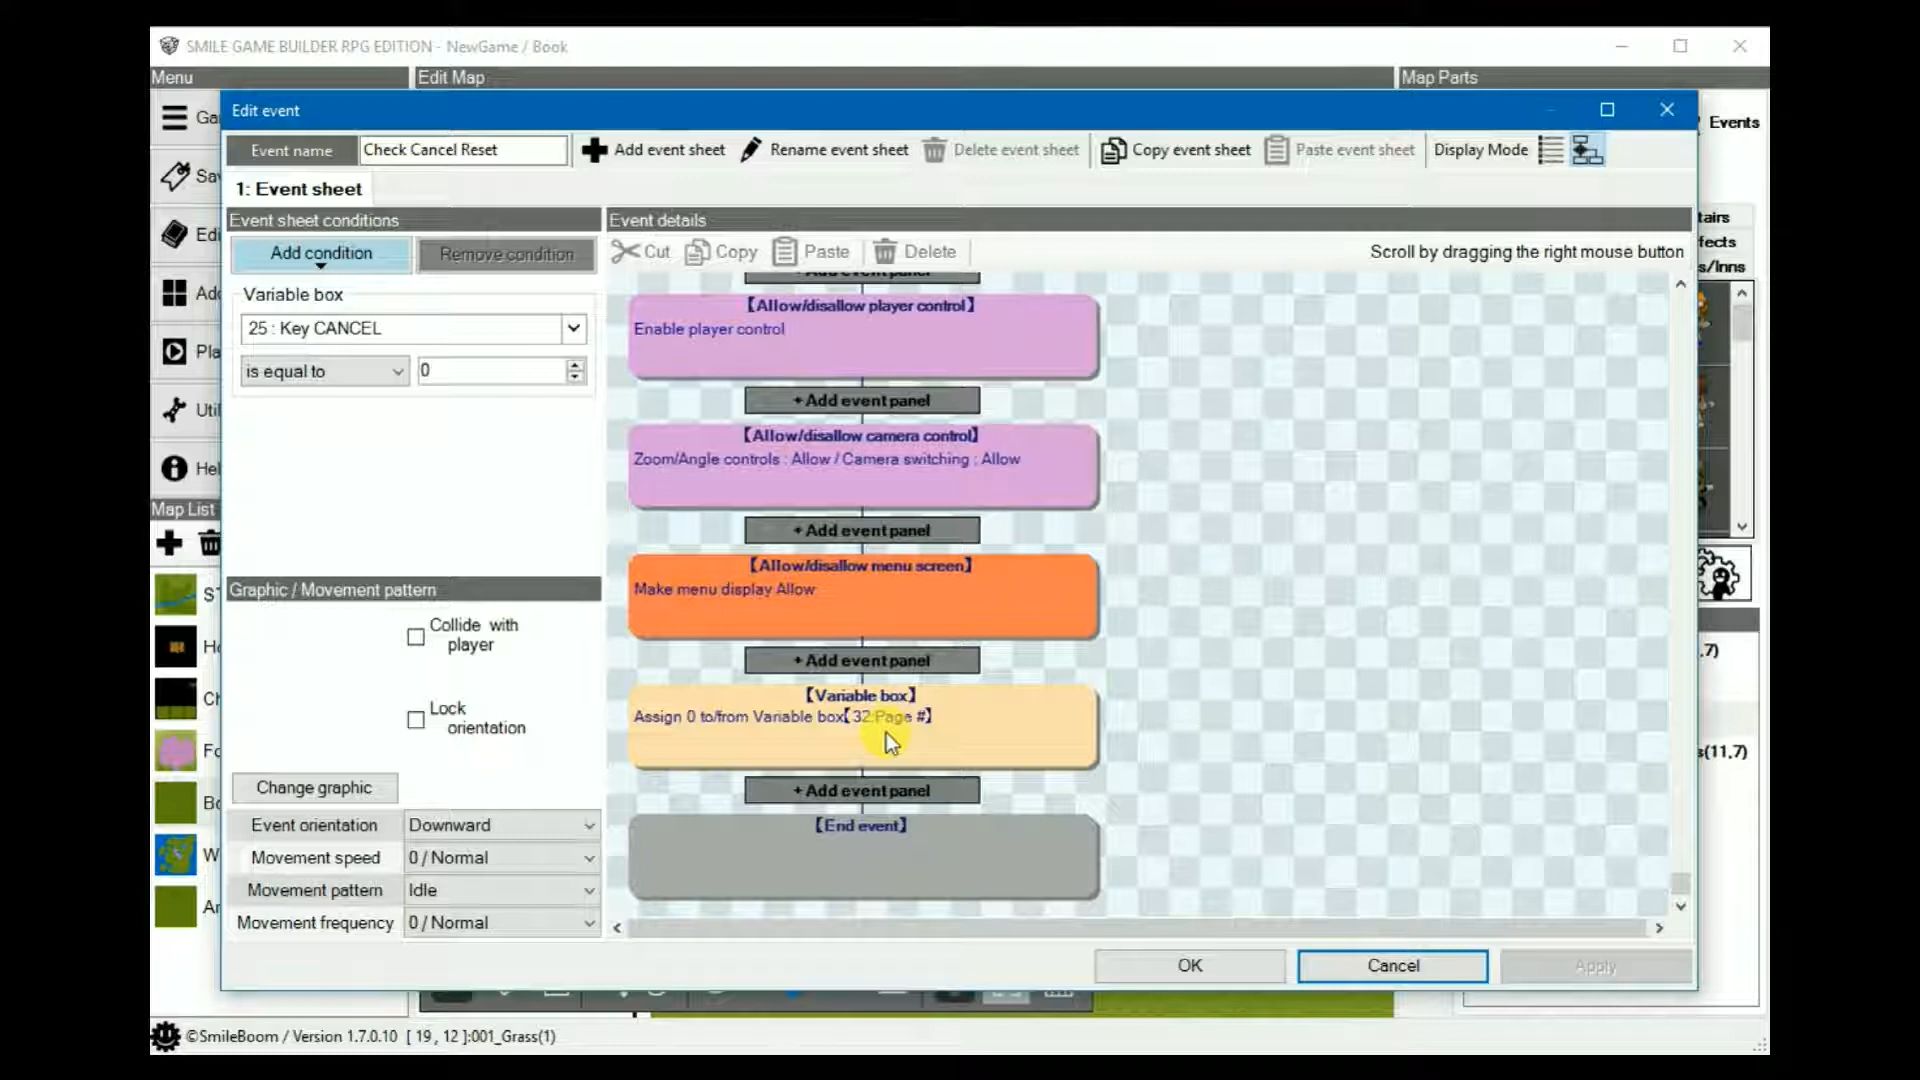 SMILE GAME BUILDER RPG EDITION - NewGame / Book
Menu
Edit Map
Map Parts
Edit event
Events
Event name
Check Cancel Reset
Add event sheet
Rename event sheet
Delete event sheet
Copy event sheet
Paste event sheet
Display Mode
1: Event sheet
Event sheet conditions
Event details
Add condition
Remove condition
Cut
Copy
Paste
Delete
Scroll by dragging the right mouse button
Variable box
25 : Key CANCEL
is equal to
0
+ Add event panel
【Allow/disallow player control】
Enable player control
+ Add event panel
【Allow/disallow camera control】
Zoom/Angle controls : Allow / Camera switching : Allow
+ Add event panel
【Allow/disallow menu screen】
Make menu display Allow
+ Add event panel
【Variable box】
Assign 0 to/from Variable box【32:Page #】
+ Add event panel
【End event】
Map List
Graphic / Movement pattern
Collide with
player
Lock
orientation
Change graphic
Event orientation
Downward
Movement speed
0 / Normal
Movement pattern
Idle
Movement frequency
0 / Normal
OK
Cancel
Apply
©SmileBoom / Version 1.7.0.10 [ 19 , 12 ]:001_Grass(1)